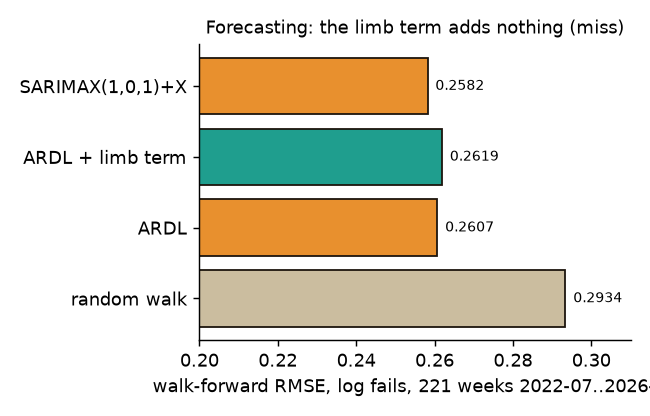 Forecasting: the limb term adds nothing (miss)
SARIMAX(1,0,1)+X
0.2582
ARDL + limb term
0.2619
ARDL
0.2607
random walk
0.2934
0.20 0.22 0.24 0.26 0.28 0.30
walk-forward RMSE, log fails, 221 weeks 2022-07..2026-